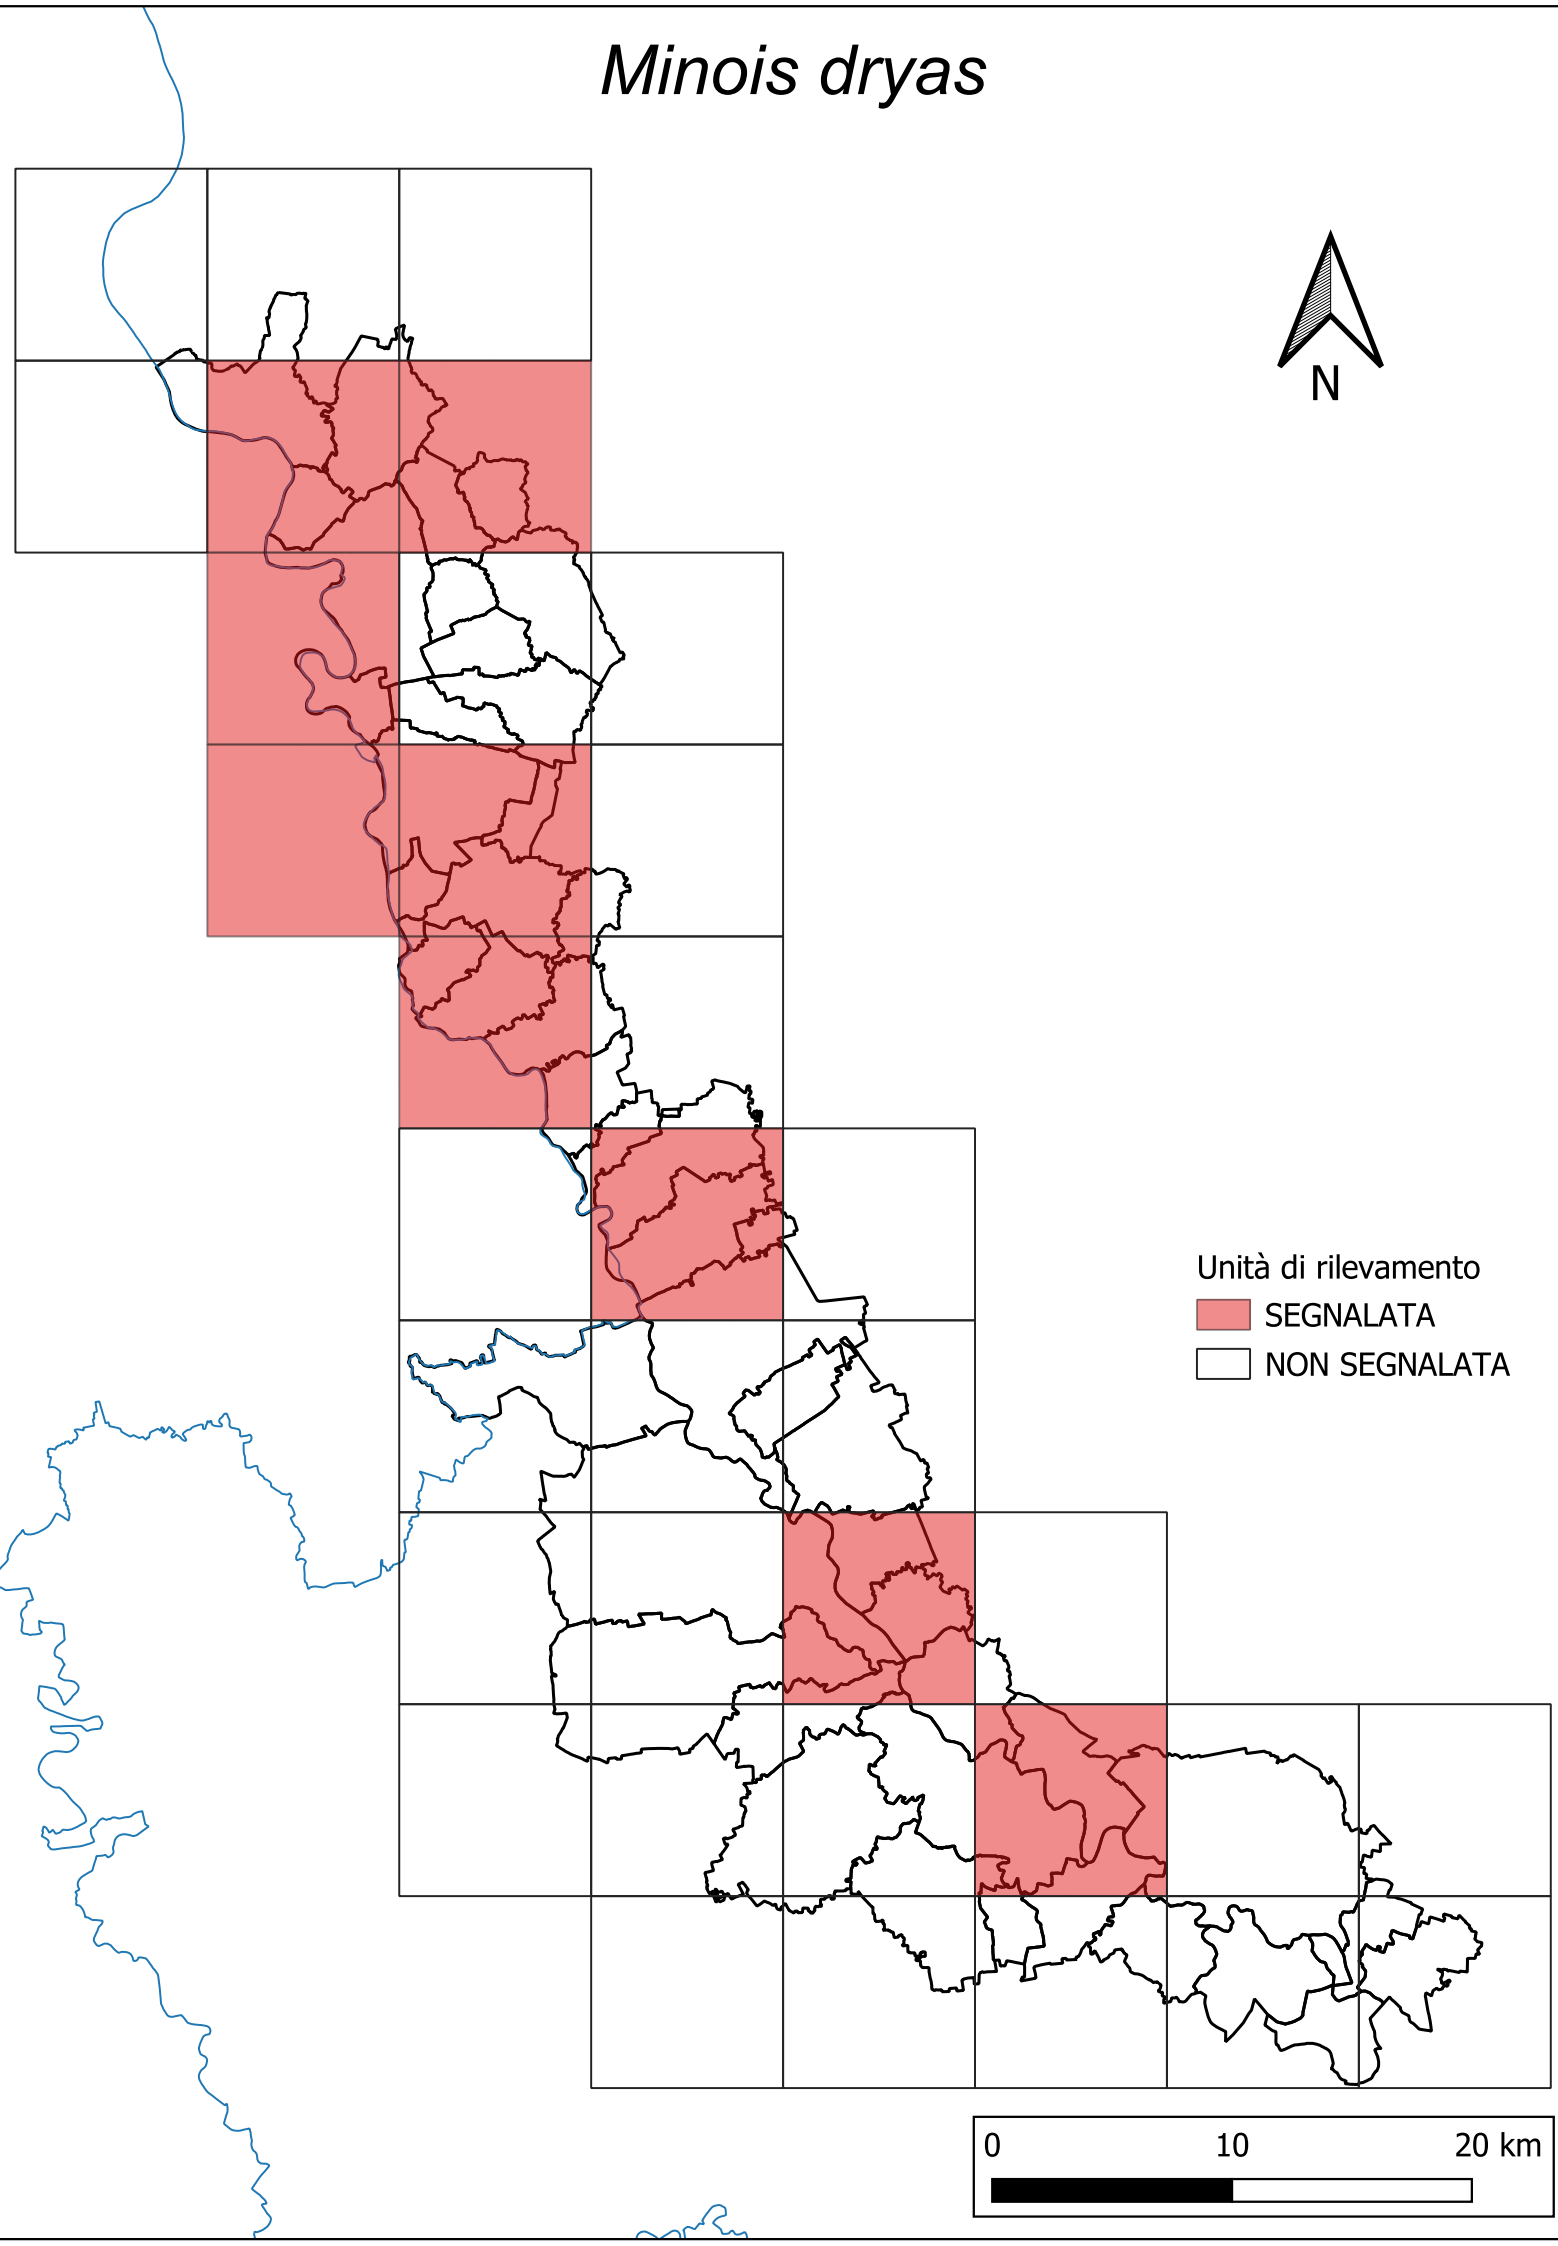 Minois dryas
N
Unità di rilevamento
SEGNALATA
NON SEGNALATA
0 10 20 km